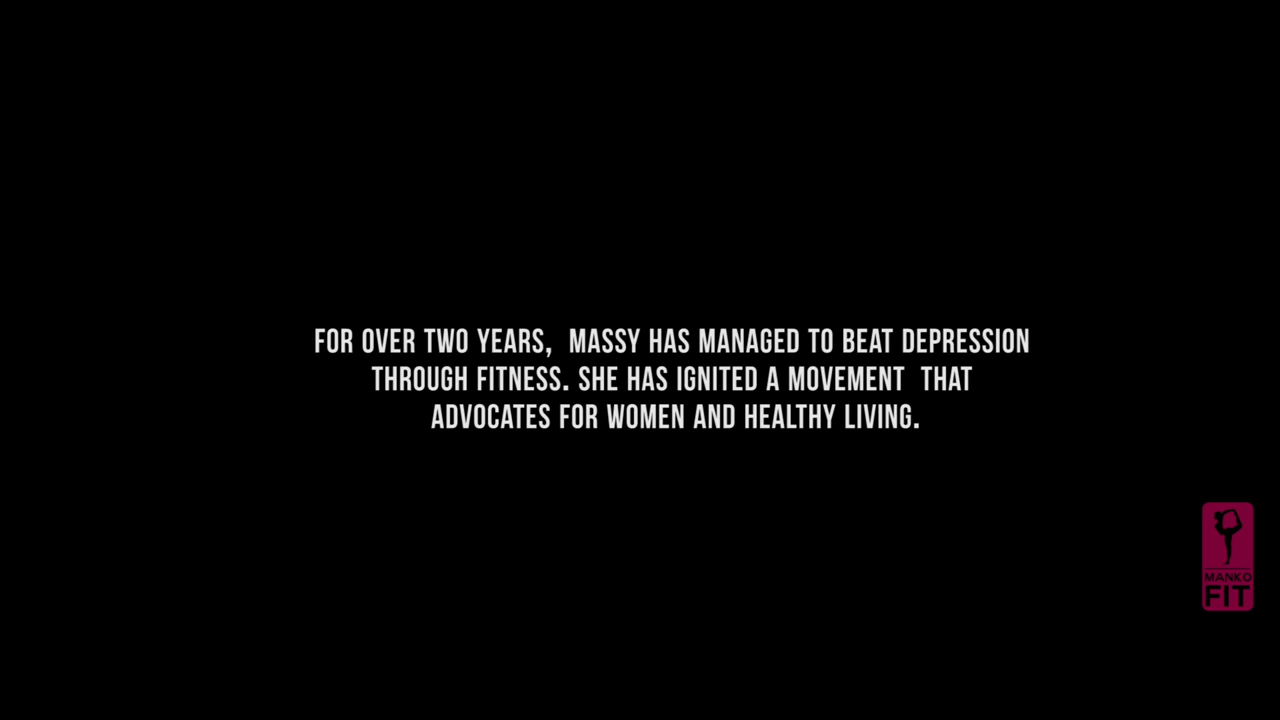 FOR OVER TWO YEARS,  MASSY HAS MANAGED TO BEAT DEPRESSION
THROUGH FITNESS. SHE HAS IGNITED A MOVEMENT  THAT
ADVOCATES FOR WOMEN AND HEALTHY LIVING.
MANKO
FIT